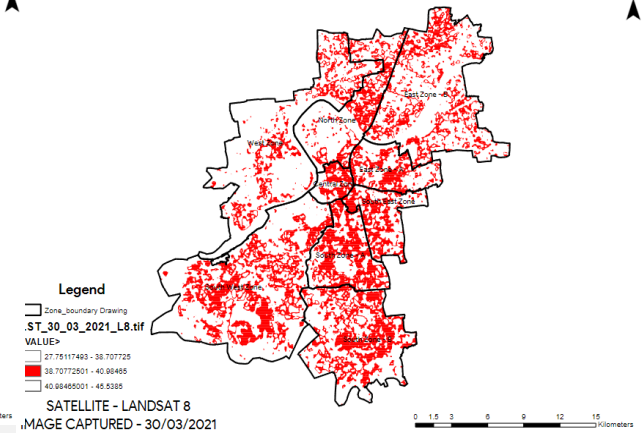 East Zone - B
North Zone
West Zone
East Zone
Central Zone
South East Zone
South Zone
South West Zone
South Zone
Legend
Zone_boundary Drawing
.ST_30_03_2021_L8.tif
VALUE>
27.75117493 - 38.707725
38.70772501 - 40.98465
40.98465001 - 45.5385
SATELLITE - LANDSAT 8
MAGE CAPTURED - 30/03/2021
ters
0 1.5 3 6 9 12 15
Kilometers